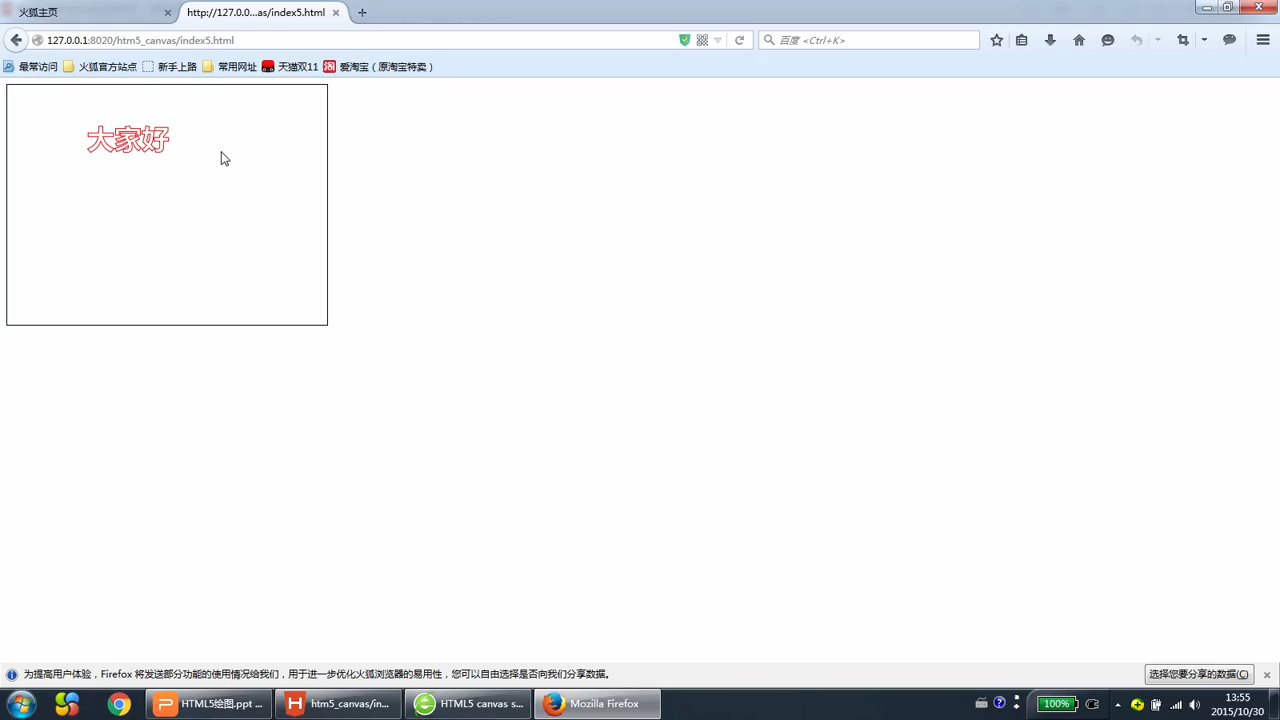 火狐主页
http://127.0.0...as/index5.html
127.0.0.1:8020/htm5_canvas/index5.html
百度 <Ctrl+K>
最常访问 火狐官方站点 新手上路 常用网址 天猫双11 爱淘宝（原淘宝特卖）
大家好
为提高用户体验，Firefox 将发送部分功能的使用情况给我们，用于进一步优化火狐浏览器的易用性，您可以自由选择是否向我们分享数据。
选择您要分享的数据(C)
HTML5绘图.ppt ...
htm5_canvas/in...
HTML5 canvas s...
Mozilla Firefox
100%
13:55
2015/10/30